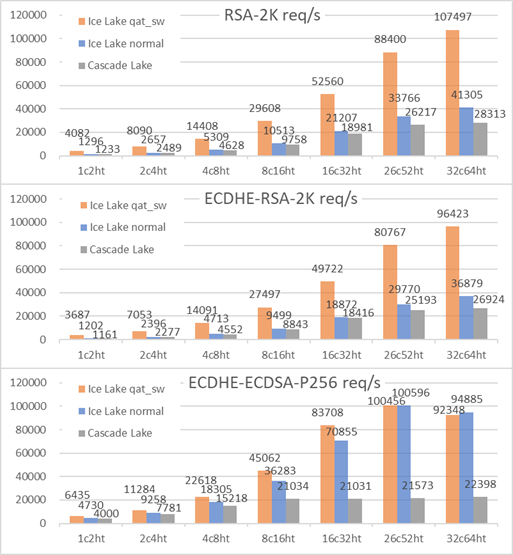 RSA-2K req/s
120000
100000
80000
60000
40000
20000
0
Ice Lake qat_sw
Ice Lake normal
Cascade Lake
4082 1296 1233
8090 2657 2489
14408 5309 4628
29608 10513 9758
52560 21207 18981
88400 33766 26217
107497 41305 28313
1c2ht 2c4ht 4c8ht 8c16ht 16c32ht 26c52ht 32c64ht
ECDHE-RSA-2K req/s
120000
100000
80000
60000
40000
20000
0
Ice Lake qat_sw
Ice Lake normal
Cascade Lake
3687 1202 1161
7053 2396 2277
14091 4713 4552
27497 9499 8843
49722 18872 18416
80767 29770 25193
96423 36879 26924
1c2ht 2c4ht 4c8ht 8c16ht 16c32ht 26c52ht 32c64ht
ECDHE-ECDSA-P256 req/s
100000
80000
60000
40000
20000
0
Ice Lake qat_sw
Ice Lake normal
Cascade Lake
6435 4730 4000
11284 9258 7781
22618 18305 15218
45062 36283 21034
83708 70855 21031
100456 100596 21573
92348 94885 22398
1c2ht 2c4ht 4c8ht 8c16ht 16c32ht 26c52ht 32c64ht